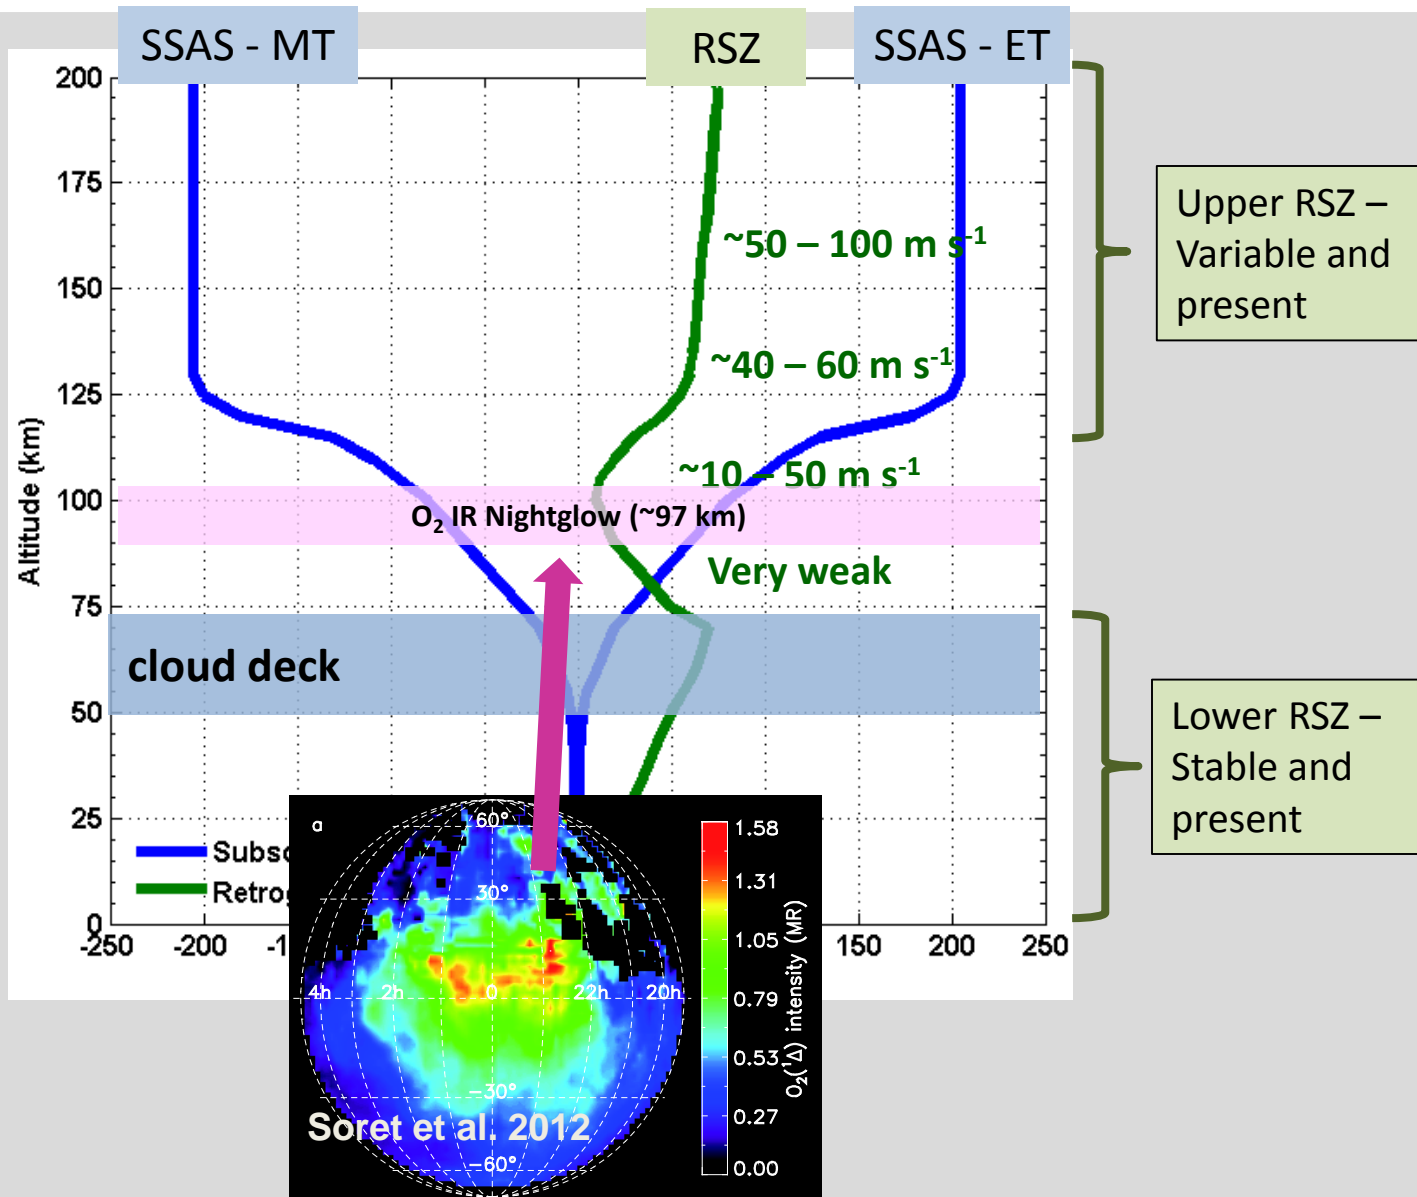 SSAS - MT
RSZ
SSAS - ET
200
175
150
125
100
75
50
25
0
Altitude (km)
~50 – 100 m s-1
~40 – 60 m s-1
~10 – 50 m s-1
O2 IR Nightglow (~97 km)
Very weak
cloud deck
Upper RSZ –
Variable and
present
Lower RSZ –
Stable and
present
-250
-200
150
200
250
a
60°
30°
4h
2h
0
22h
20h
−30°
−60°
Soret et al. 2012
1.58
1.31
1.05
0.79
0.53
0.27
0.00
O2(1Δ) intensity (MR)